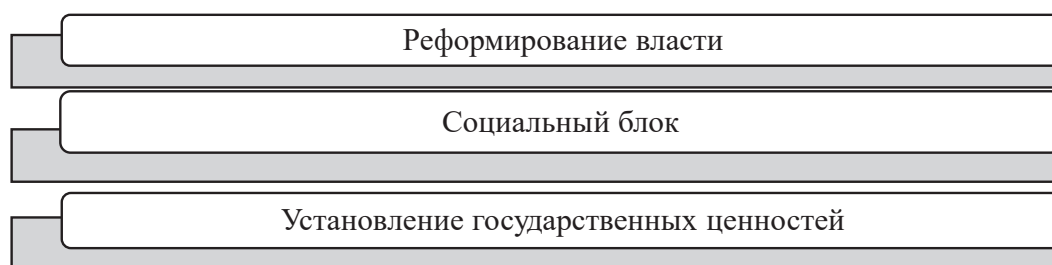 Реформирование власти
Социальный блок
Установление государственных ценностей